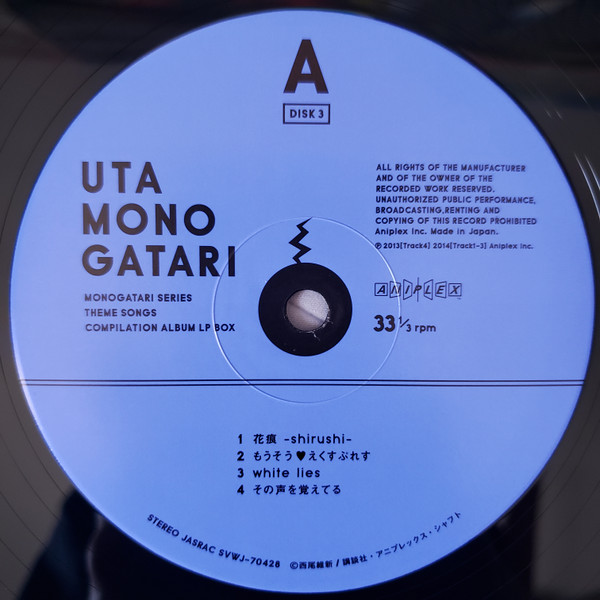 A
DISK 3
UTA
MONO
GATARI
MONOGATARI SERIES
THEME SONGS
COMPILATION ALBUM LP BOX
ALL RIGHTS OF THE MANUFACTURER
AND OF THE OWNER OF THE
RECORDED WORK RESERVED.
UNAUTHORIZED PUBLIC PERFORMANCE,
BROADCASTING,RENTING AND
COPYING OF THIS RECORD PROHIBITED
Aniplex Inc. Made in Japan.
℗ 2013[Track4] 2014[Track1-3] Aniplex Inc.
ANIPLEX
33 1/3 rpm
1 花痕 -shirushi-
2 もうそう♥えくすぷれす
3 white lies
4 その声を覚えてる
STEREO JASRAC SVWJ-70428 ©西尾維新/講談社・アニプレックス・シャフト